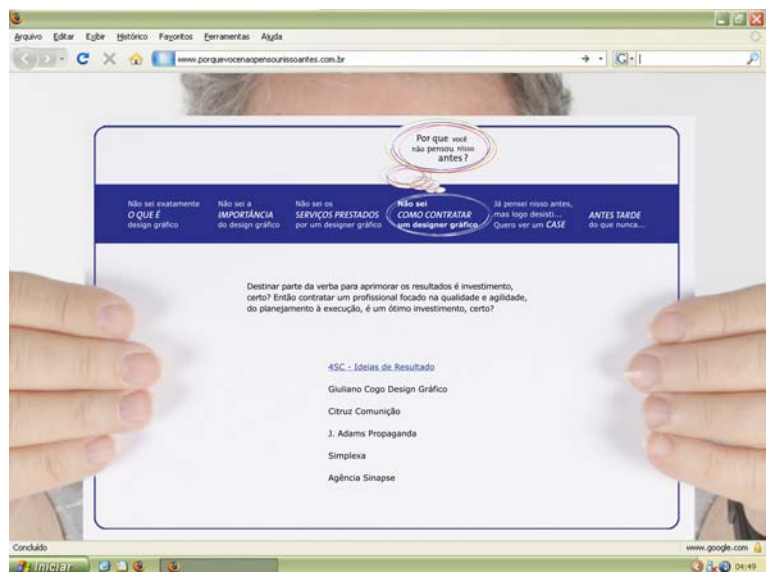 Arquivo Editar Exibir Histórico Favoritos Ferramentas Ajuda
www.porquevocenaopensounissoantes.com.br
G
Por que você
não pensou nisso
antes?
Não sei exatamente
O QUE É
design gráfico
Não sei a
IMPORTÂNCIA
do design gráfico
Não sei os
SERVIÇOS PRESTADOS
por um designer gráfico
Não sei
COMO CONTRATAR
um designer gráfico
Já pensei nisso antes,
mas logo desisti...
Quero ver um CASE
ANTES TARDE
do que nunca...
Destinar parte da verba para aprimorar os resultados é investimento,
certo? Então contratar um profissional focado na qualidade e agilidade,
do planejamento à execução, é um ótimo investimento, certo?
4SC - Ideias de Resultado
Giuliano Cogo Design Gráfico
Citruz Comunição
J. Adams Propaganda
Simplexa
Agência Sinapse
Concluído
www.google.com
Iniciar
04:49